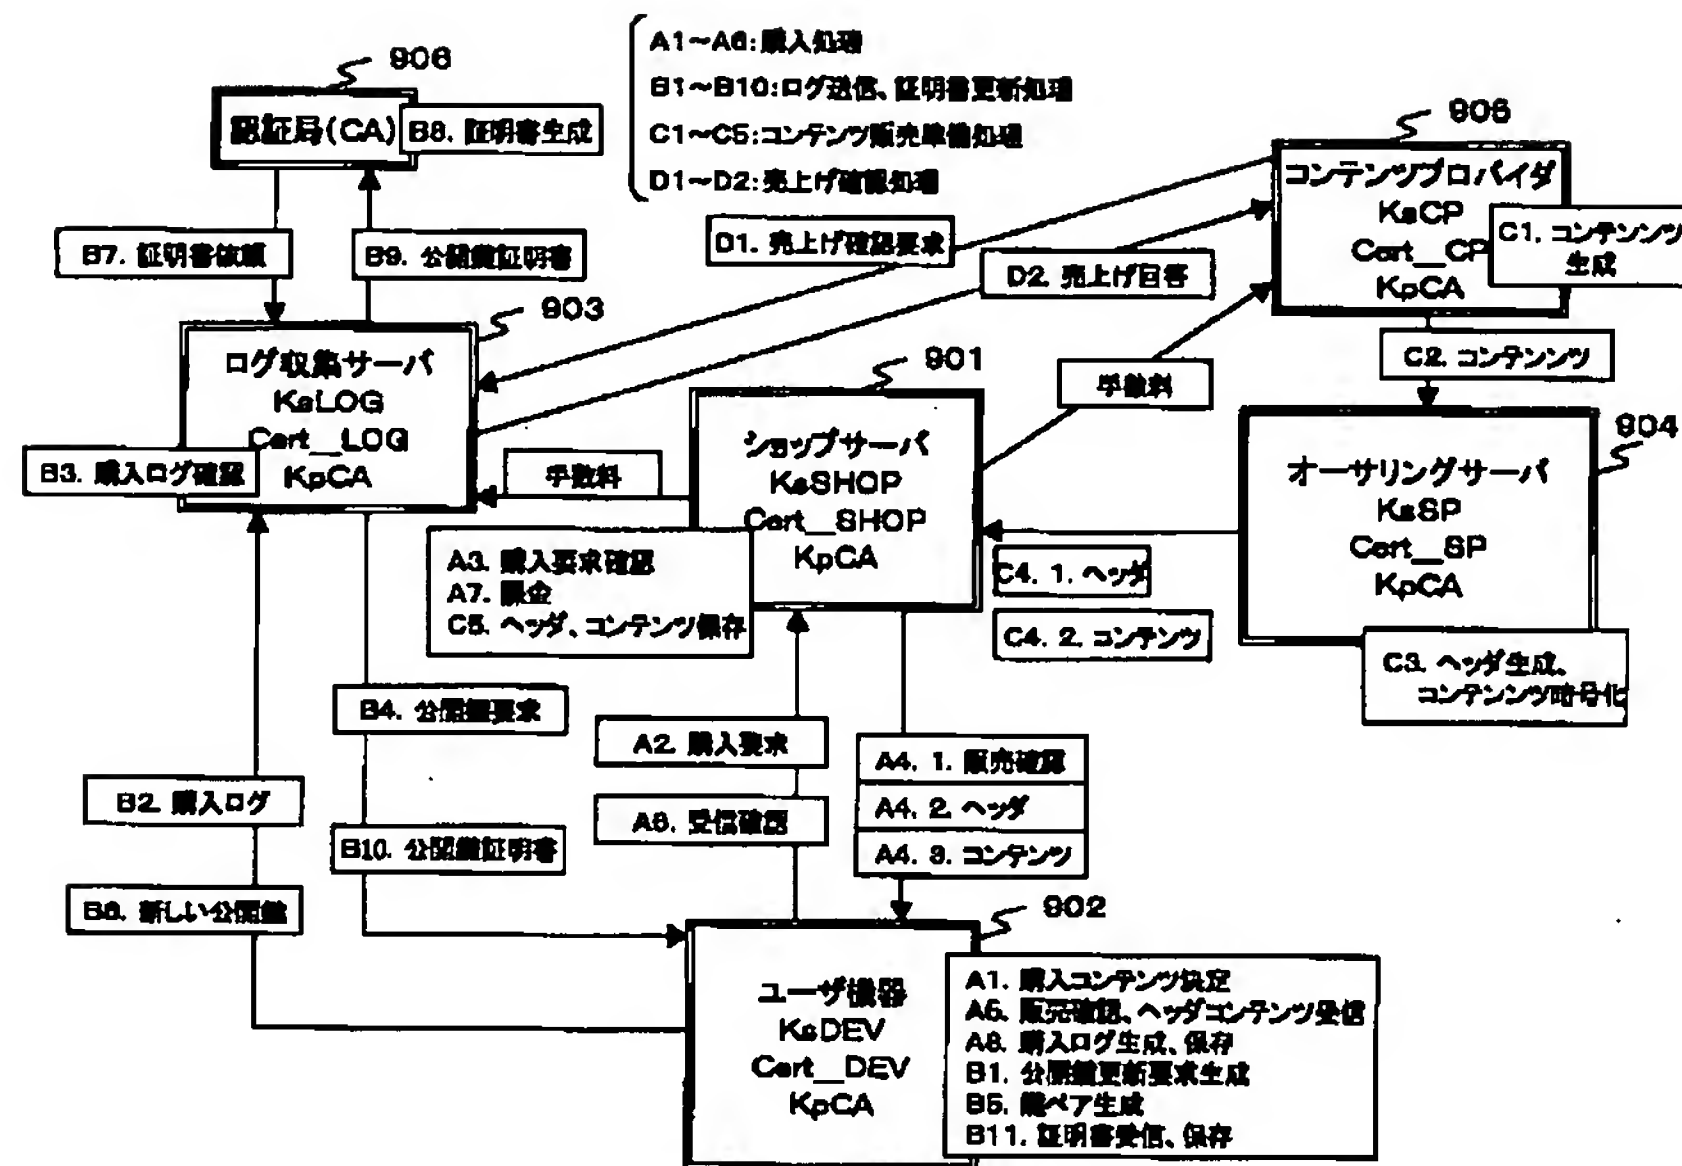 A1～A6:購入処理
B1～B10:ログ送信、証明書更新処理
C1～C5:コンテンツ販売準備処理
D1～D2:売上げ確認処理
906
認証局(CA)
B8. 証明書生成
905
コンテンツプロバイダ
KsCP
Cert__CP
KpCA
C1. コンテンンツ
生成
B7. 証明書依頼
B9. 公開鍵証明書
D1. 売上げ確認要求
D2. 売上げ回答
903
ログ収集サーバ
KsLOG
Cert__LOG
KpCA
B3. 購入ログ確認
手数料
901
ショップサーバ
KsSHOP
Cert__SHOP
KpCA
手数料
C2. コンテンンツ
904
オーサリングサーバ
KsSP
Cert__SP
KpCA
A3. 購入要求確認
A7. 課金
C5. ヘッダ、コンテンツ保存
C4. 1. ヘッダ
C4. 2. コンテンツ
C3. ヘッダ生成、
コンテンンツ暗号化
B4. 公開鍵要求
A2. 購入要求
A4. 1. 販売確認
A4. 2. ヘッダ
A4. 3. コンテンツ
B2. 購入ログ
A6. 受信確認
B10. 公開鍵証明書
B6. 新しい公開鍵
902
ユーザ機器
KsDEV
Cert__DEV
KpCA
A1. 購入コンテンツ決定
A5. 販売確認、ヘッダコンテンツ受信
A8. 購入ログ生成、保存
B1. 公開鍵更新要求生成
B5. 鍵ペア生成
B11. 証明書受信、保存